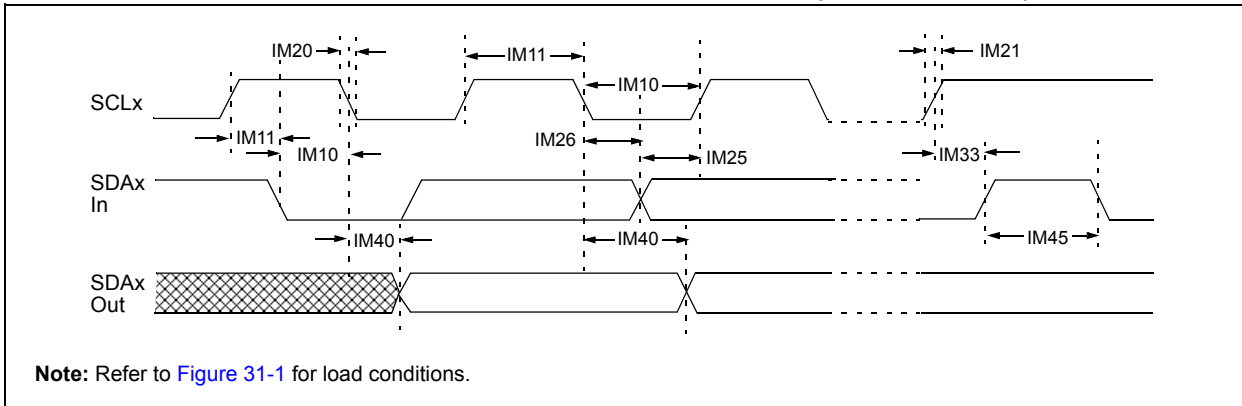 IM20
IM11
IM21
SCLx
IM10
IM11
IM10
IM26
IM25
IM33
SDAx
In
IM40
IM40
IM45
SDAx
Out
Note: Refer to Figure 31-1 for load conditions.